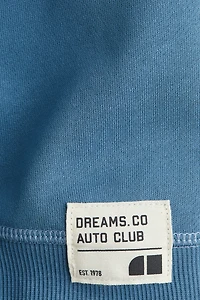 DREAMS.CO
AUTO CLUB
EST. 1978